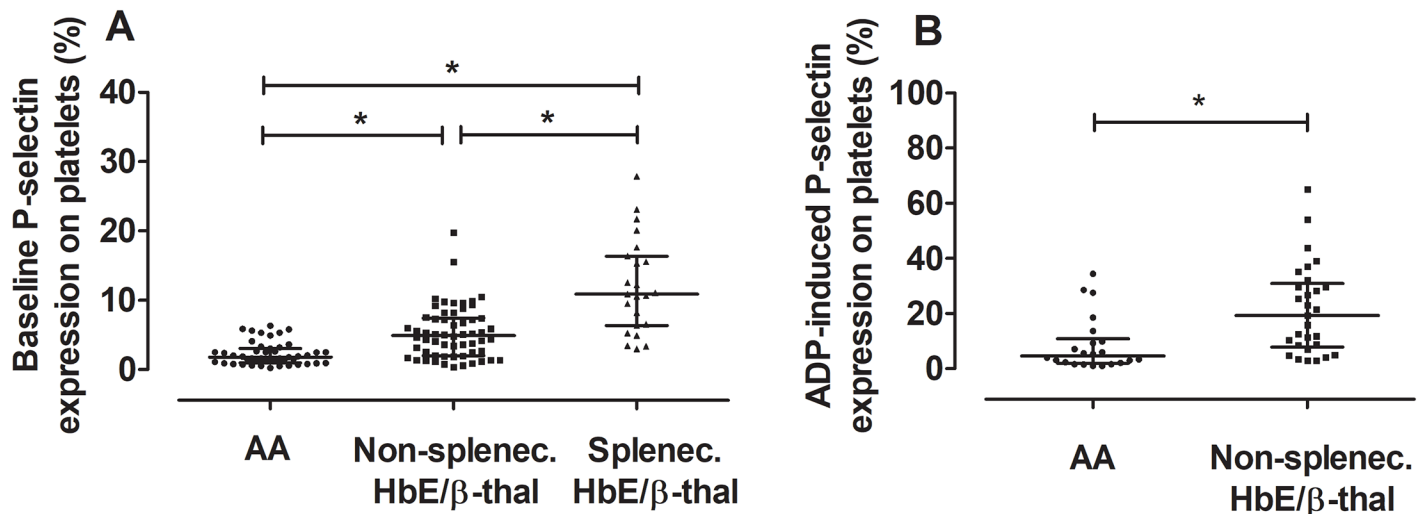 A
Baseline P-selectin
expression on platelets (%)
40
30
20
10
0
*
*
*
AA
Non-splenec.
HbE/β-thal
Splenec.
HbE/β-thal
B
ADP-induced P-selectin
expression on platelets (%)
100
80
60
40
20
0
*
AA
Non-splenec.
HbE/β-thal